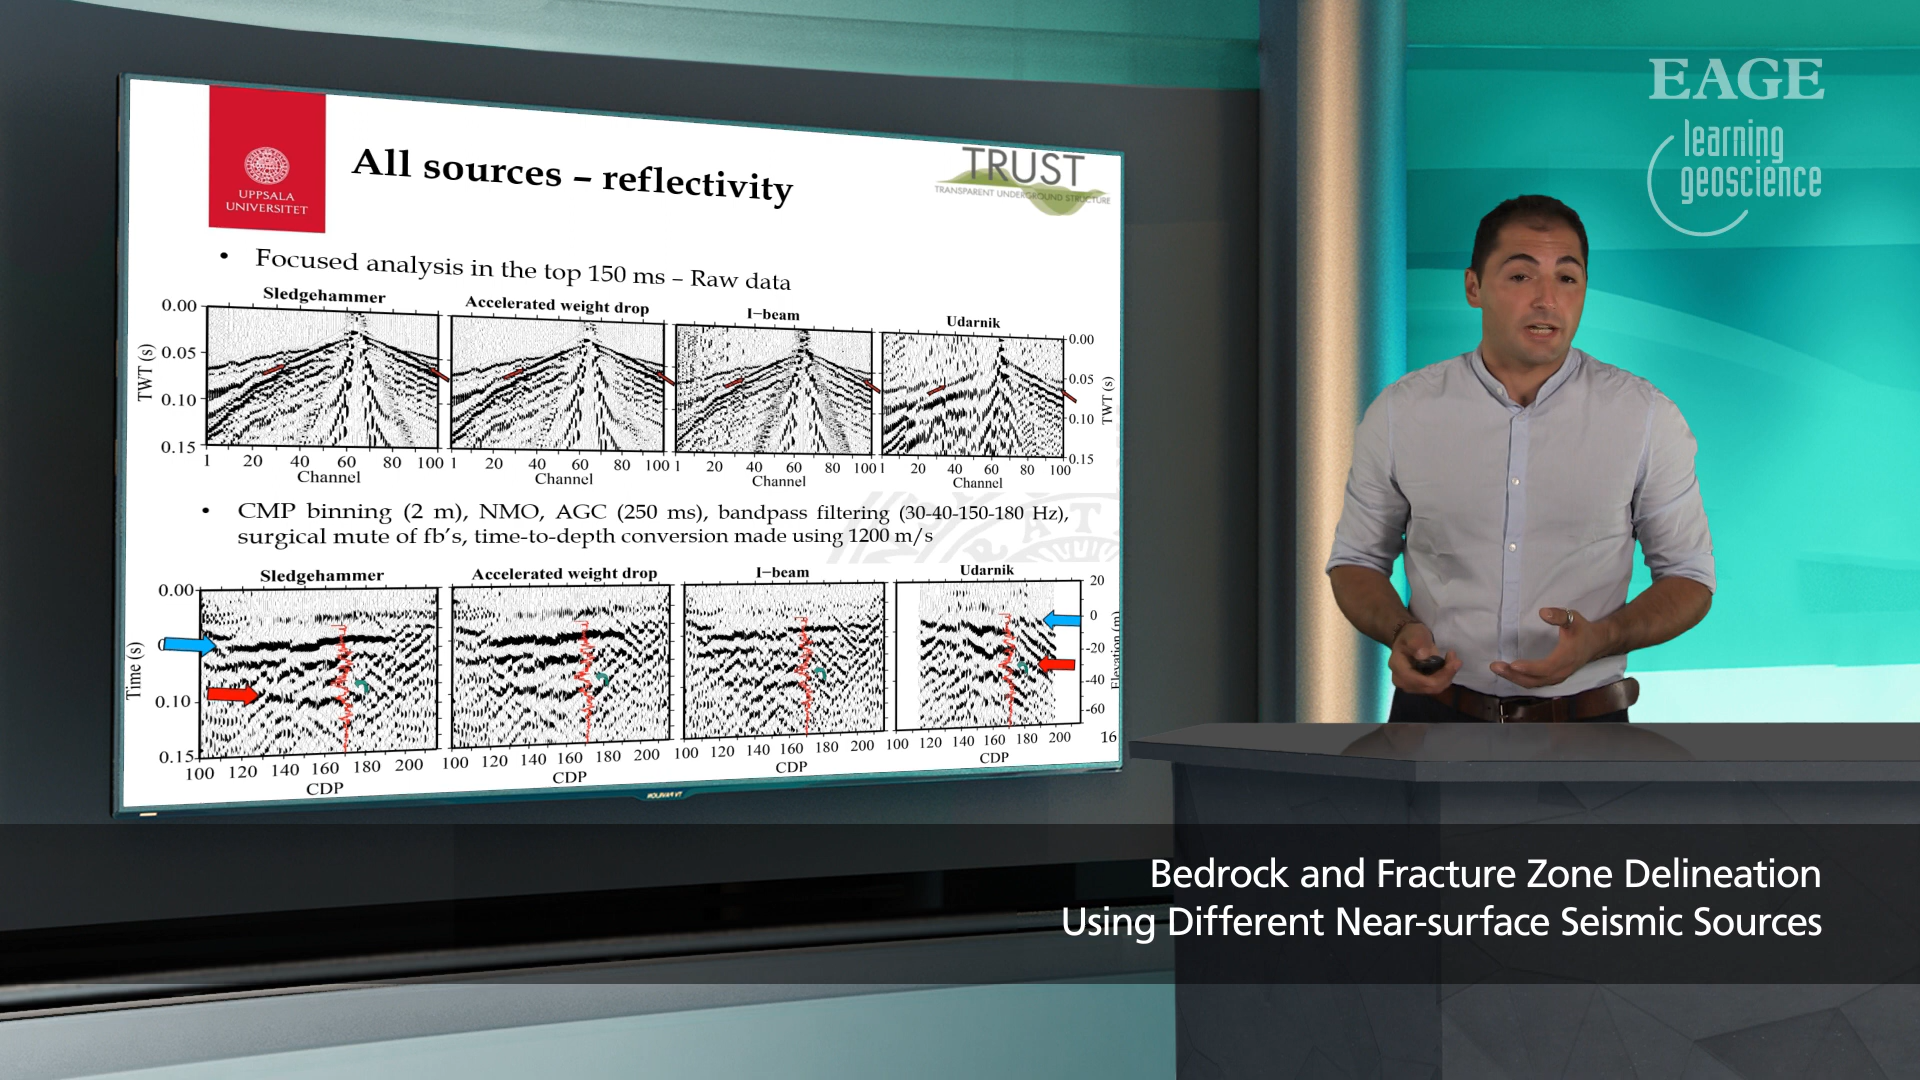 EAGE
learning
geoscience
UPPSALA
UNIVERSITET
All sources – reflectivity
TRUST
TRANSPARENT UNDERGROUND STRUCTURE
• Focused analysis in the top 150 ms – Raw data
Sledgehammer Accelerated weight drop I–beam Udarnik
TWT (s)
0.00
0.05
0.10
0.15
0.00
0.05
0.10
0.15
TWT (s)
1 20 40 60 80 100 1 20 40 60 80 100 1 20 40 60 80 100 1 20 40 60 80 100
Channel Channel Channel Channel
• CMP binning (2 m), NMO, AGC (250 ms), bandpass filtering (30-40-150-180 Hz),
surgical mute of fb's, time-to-depth conversion made using 1200 m/s
Sledgehammer Accelerated weight drop I–beam Udarnik
Time (s)
0.00
0.10
0.15
20
0
-20
-40
-60
Elevation (m)
100 120 140 160 180 200 100 120 140 160 180 200 100 120 140 160 180 200 100 120 140 160 180 200
CDP CDP CDP CDP
16
Bedrock and Fracture Zone Delineation
Using Different Near-surface Seismic Sources